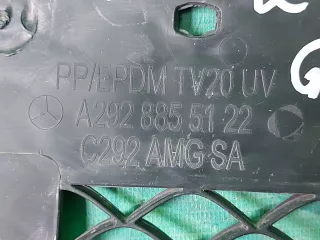 PP/EPDM TV20 UV
A292 885 51 22
C292 AMG SA